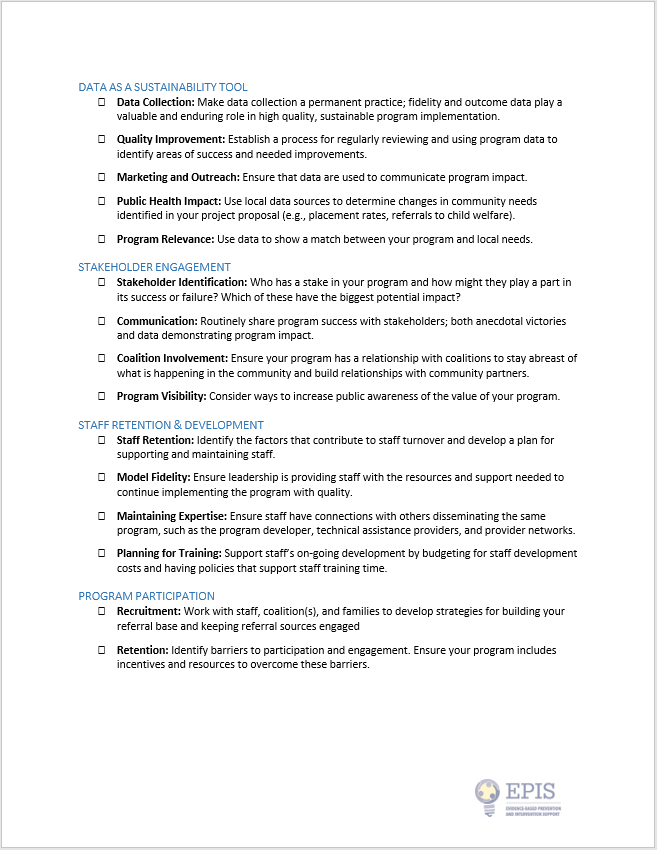 DATA AS A SUSTAINABILITY TOOL
☐ Data Collection: Make data collection a permanent practice; fidelity and outcome data play a
valuable and enduring role in high quality, sustainable program implementation.
☐ Quality Improvement: Establish a process for regularly reviewing and using program data to
identify areas of success and needed improvements.
☐ Marketing and Outreach: Ensure that data are used to communicate program impact.
☐ Public Health Impact: Use local data sources to determine changes in community needs
identified in your project proposal (e.g., placement rates, referrals to child welfare).
☐ Program Relevance: Use data to show a match between your program and local needs.
STAKEHOLDER ENGAGEMENT
☐ Stakeholder Identification: Who has a stake in your program and how might they play a part in
its success or failure? Which of these have the biggest potential impact?
☐ Communication: Routinely share program success with stakeholders; both anecdotal victories
and data demonstrating program impact.
☐ Coalition Involvement: Ensure your program has a relationship with coalitions to stay abreast of
what is happening in the community and build relationships with community partners.
☐ Program Visibility: Consider ways to increase public awareness of the value of your program.
STAFF RETENTION & DEVELOPMENT
☐ Staff Retention: Identify the factors that contribute to staff turnover and develop a plan for
supporting and maintaining staff.
☐ Model Fidelity: Ensure leadership is providing staff with the resources and support needed to
continue implementing the program with quality.
☐ Maintaining Expertise: Ensure staff have connections with others disseminating the same
program, such as the program developer, technical assistance providers, and provider networks.
☐ Planning for Training: Support staff's on-going development by budgeting for staff development
costs and having policies that support staff training time.
PROGRAM PARTICIPATION
☐ Recruitment: Work with staff, coalition(s), and families to develop strategies for building your
referral base and keeping referral sources engaged
☐ Retention: Identify barriers to participation and engagement. Ensure your program includes
incentives and resources to overcome these barriers.
EPIS
EVIDENCE-BASED PREVENTION
AND INTERVENTION SUPPORT